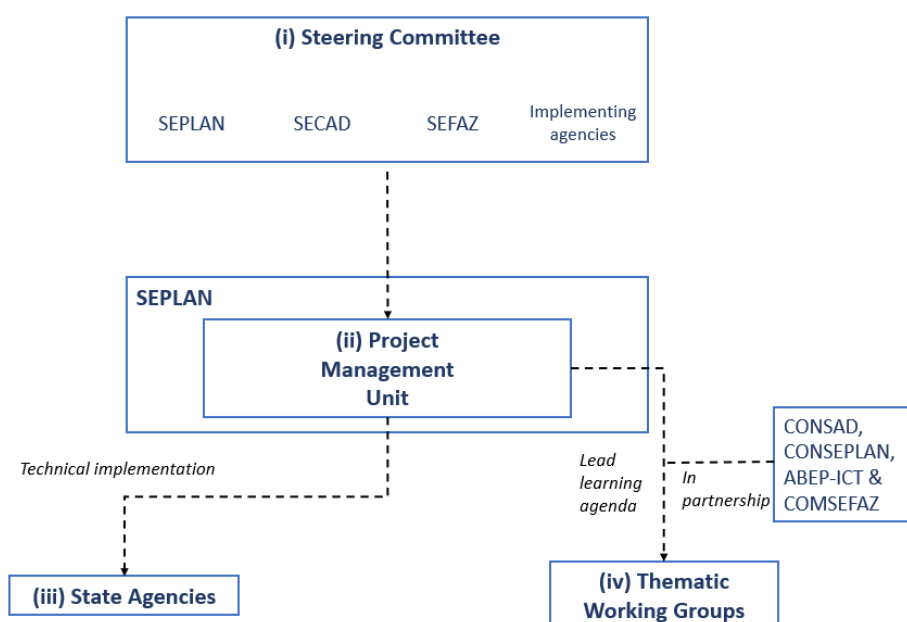 (i) Steering Committee
SEPLAN
SECAD
SEFAZ
Implementing
agencies
SEPLAN
(ii) Project
Management
Unit
Technical implementation
Lead
learning
agenda
In
partnership
CONSAD,
CONSEPLAN,
ABEP-ICT &
COMSEFAZ
(iii) State Agencies
(iv) Thematic
Working Groups